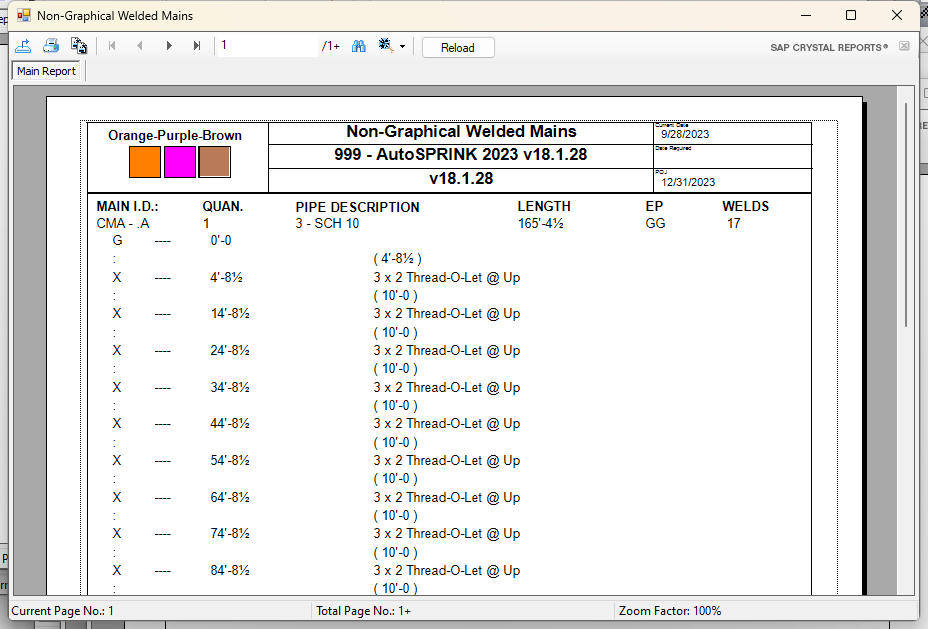 Non-Graphical Welded Mains
1 /1+ Reload SAP CRYSTAL REPORTS®
Main Report
Orange-Purple-Brown
Non-Graphical Welded Mains
999 - AutoSPRINK 2023 v18.1.28
v18.1.28
Current Date
9/28/2023
Date Required
12/31/2023
MAIN I.D.: QUAN. PIPE DESCRIPTION LENGTH EP WELDS
CMA - .A 1 3 - SCH 10 165'-4½ GG 17
G ---- 0'-0
: ( 4'-8½ )
X ---- 4'-8½ 3 x 2 Thread-O-Let @ Up
: ( 10'-0 )
X ---- 14'-8½ 3 x 2 Thread-O-Let @ Up
: ( 10'-0 )
X ---- 24'-8½ 3 x 2 Thread-O-Let @ Up
: ( 10'-0 )
X ---- 34'-8½ 3 x 2 Thread-O-Let @ Up
: ( 10'-0 )
X ---- 44'-8½ 3 x 2 Thread-O-Let @ Up
: ( 10'-0 )
X ---- 54'-8½ 3 x 2 Thread-O-Let @ Up
: ( 10'-0 )
X ---- 64'-8½ 3 x 2 Thread-O-Let @ Up
: ( 10'-0 )
X ---- 74'-8½ 3 x 2 Thread-O-Let @ Up
: ( 10'-0 )
X ---- 84'-8½ 3 x 2 Thread-O-Let @ Up
: ( 10'-0 )
Current Page No.: 1 Total Page No.: 1+ Zoom Factor: 100%